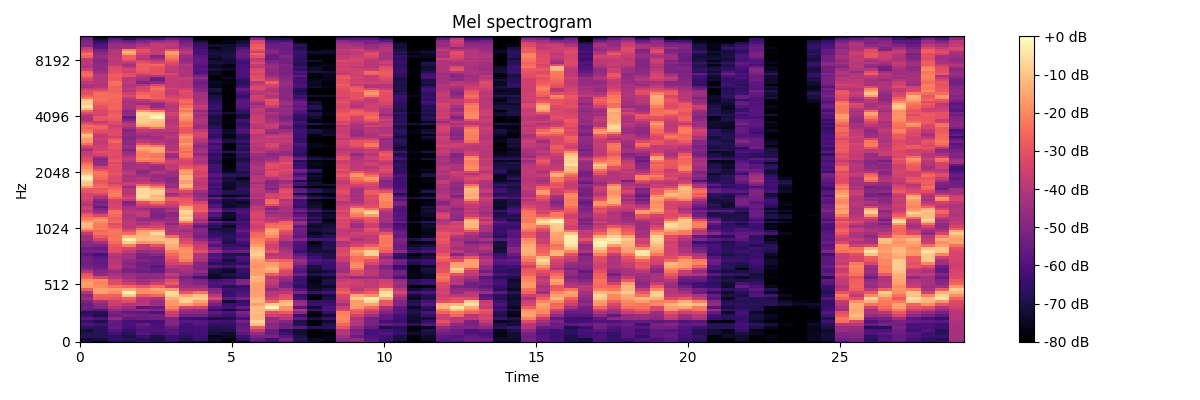 Mel spectrogram
Hz
8192
4096
2048
1024
512
0
0 5 10 15 20 25
Time
+0 dB
-10 dB
-20 dB
-30 dB
-40 dB
-50 dB
-60 dB
-70 dB
-80 dB